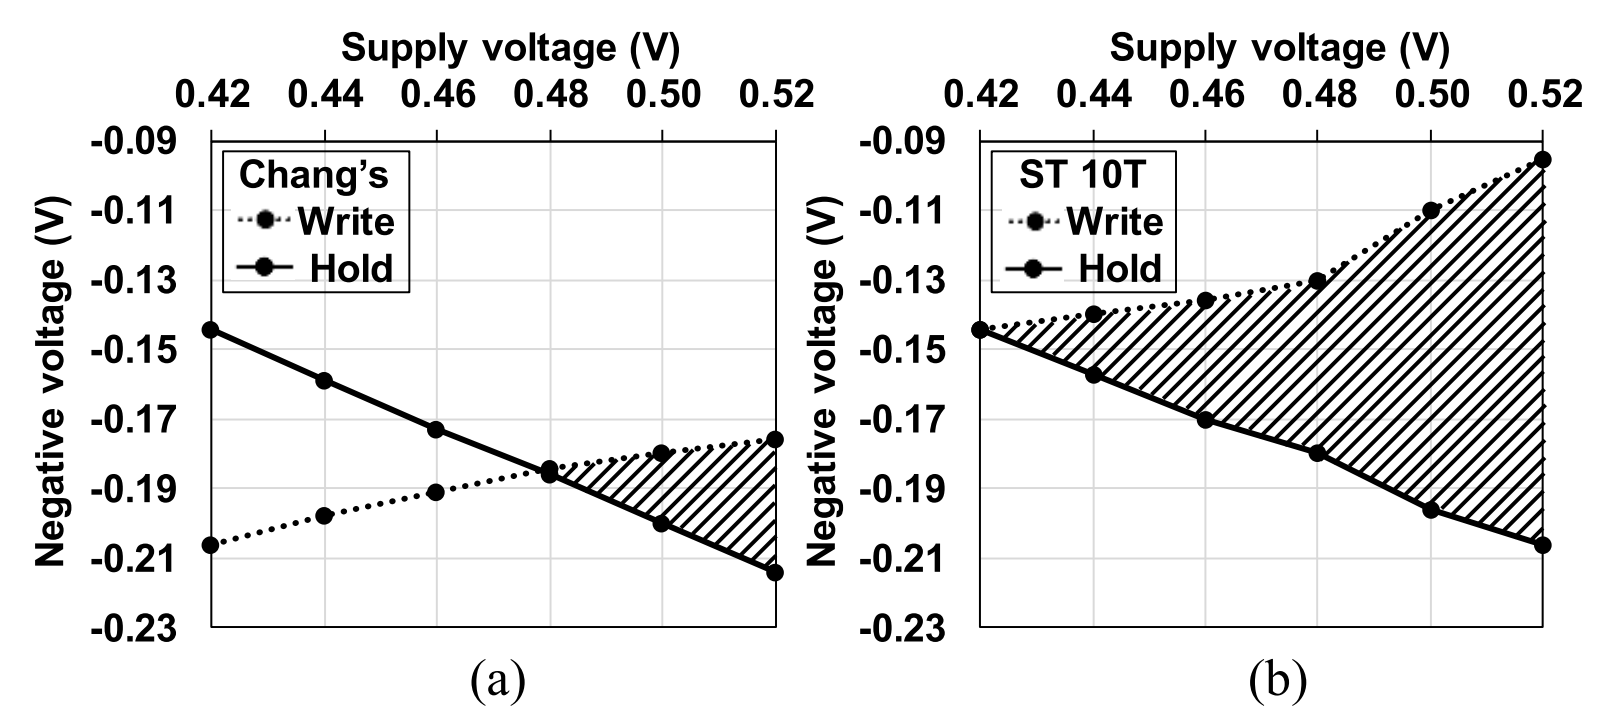 Supply voltage (V)
0.42 0.44 0.46 0.48 0.50 0.52
-0.09
-0.11
-0.13
-0.15
-0.17
-0.19
-0.21
-0.23
Negative voltage (V)
Chang's
Write
Hold
(a)
Supply voltage (V)
0.42 0.44 0.46 0.48 0.50 0.52
-0.09
-0.11
-0.13
-0.15
-0.17
-0.19
-0.21
-0.23
Negative voltage (V)
ST 10T
Write
Hold
(b)